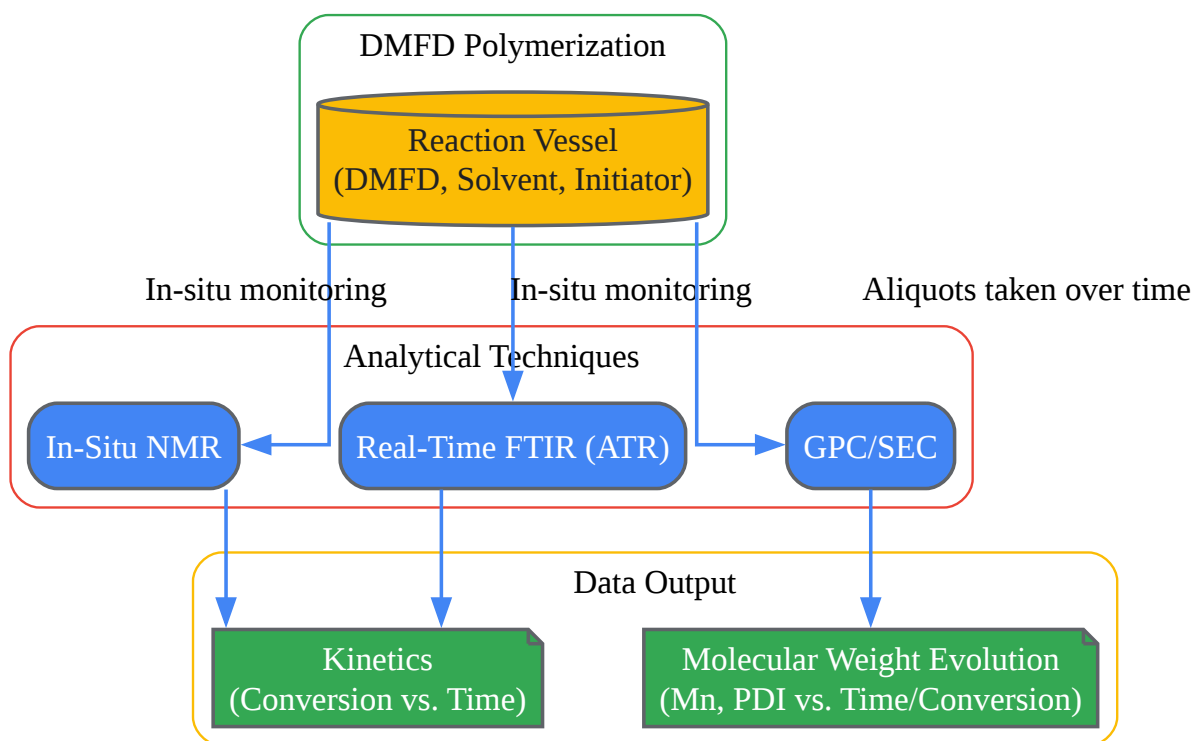 DMFD Polymerization
Reaction Vessel
(DMFD, Solvent, Initiator)
In-situ monitoring
In-situ monitoring
Aliquots taken over time
Analytical Techniques
In-Situ NMR
Real-Time FTIR (ATR)
GPC/SEC
Data Output
Kinetics
(Conversion vs. Time)
Molecular Weight Evolution
(Mn, PDI vs. Time/Conversion)